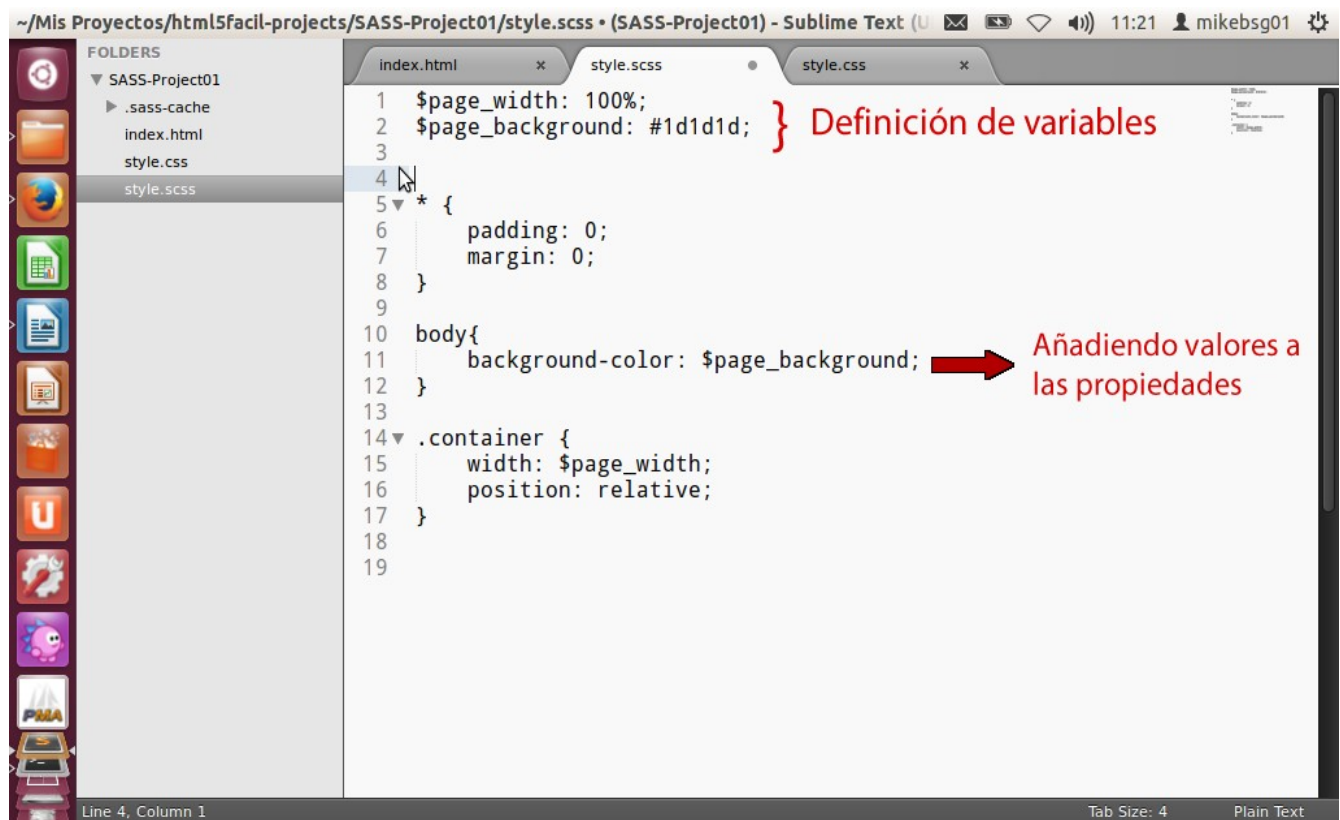 ~/Mis Proyectos/html5facil-projects/SASS-Project01/style.scss • (SASS-Project01) - Sublime Text (U 11:21 mikebsg01
FOLDERS
SASS-Project01
.sass-cache
index.html
style.css
style.scss
index.html × style.scss style.css ×
1 $page_width: 100%;
2 $page_background: #1d1d1d;
} Definición de variables
3
4
5 * {
6 padding: 0;
7 margin: 0;
8 }
9
10 body{
11 background-color: $page_background;
Añadiendo valores a
las propiedades
12 }
13
14 .container {
15 width: $page_width;
16 position: relative;
17 }
18
19
U
PMA
S
Line 4, Column 1 Tab Size: 4 Plain Text